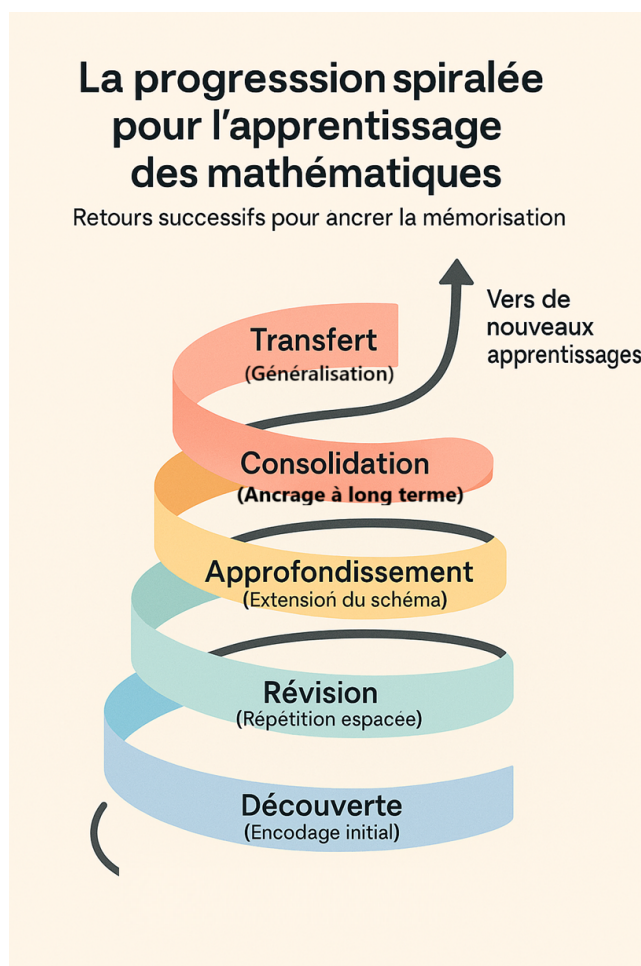 La progresssion spiralée
pour l'apprentissage
des mathématiques
Retours successifs pour ancrer la mémorisation
Vers de
nouveaux
apprentissages
Transfert
(Généralisation)
Consolidation
(Ancrage à long terme)
Approfondissement
(Extension du schéma)
Révision
(Répétition espacée)
Découverte
(Encodage initial)